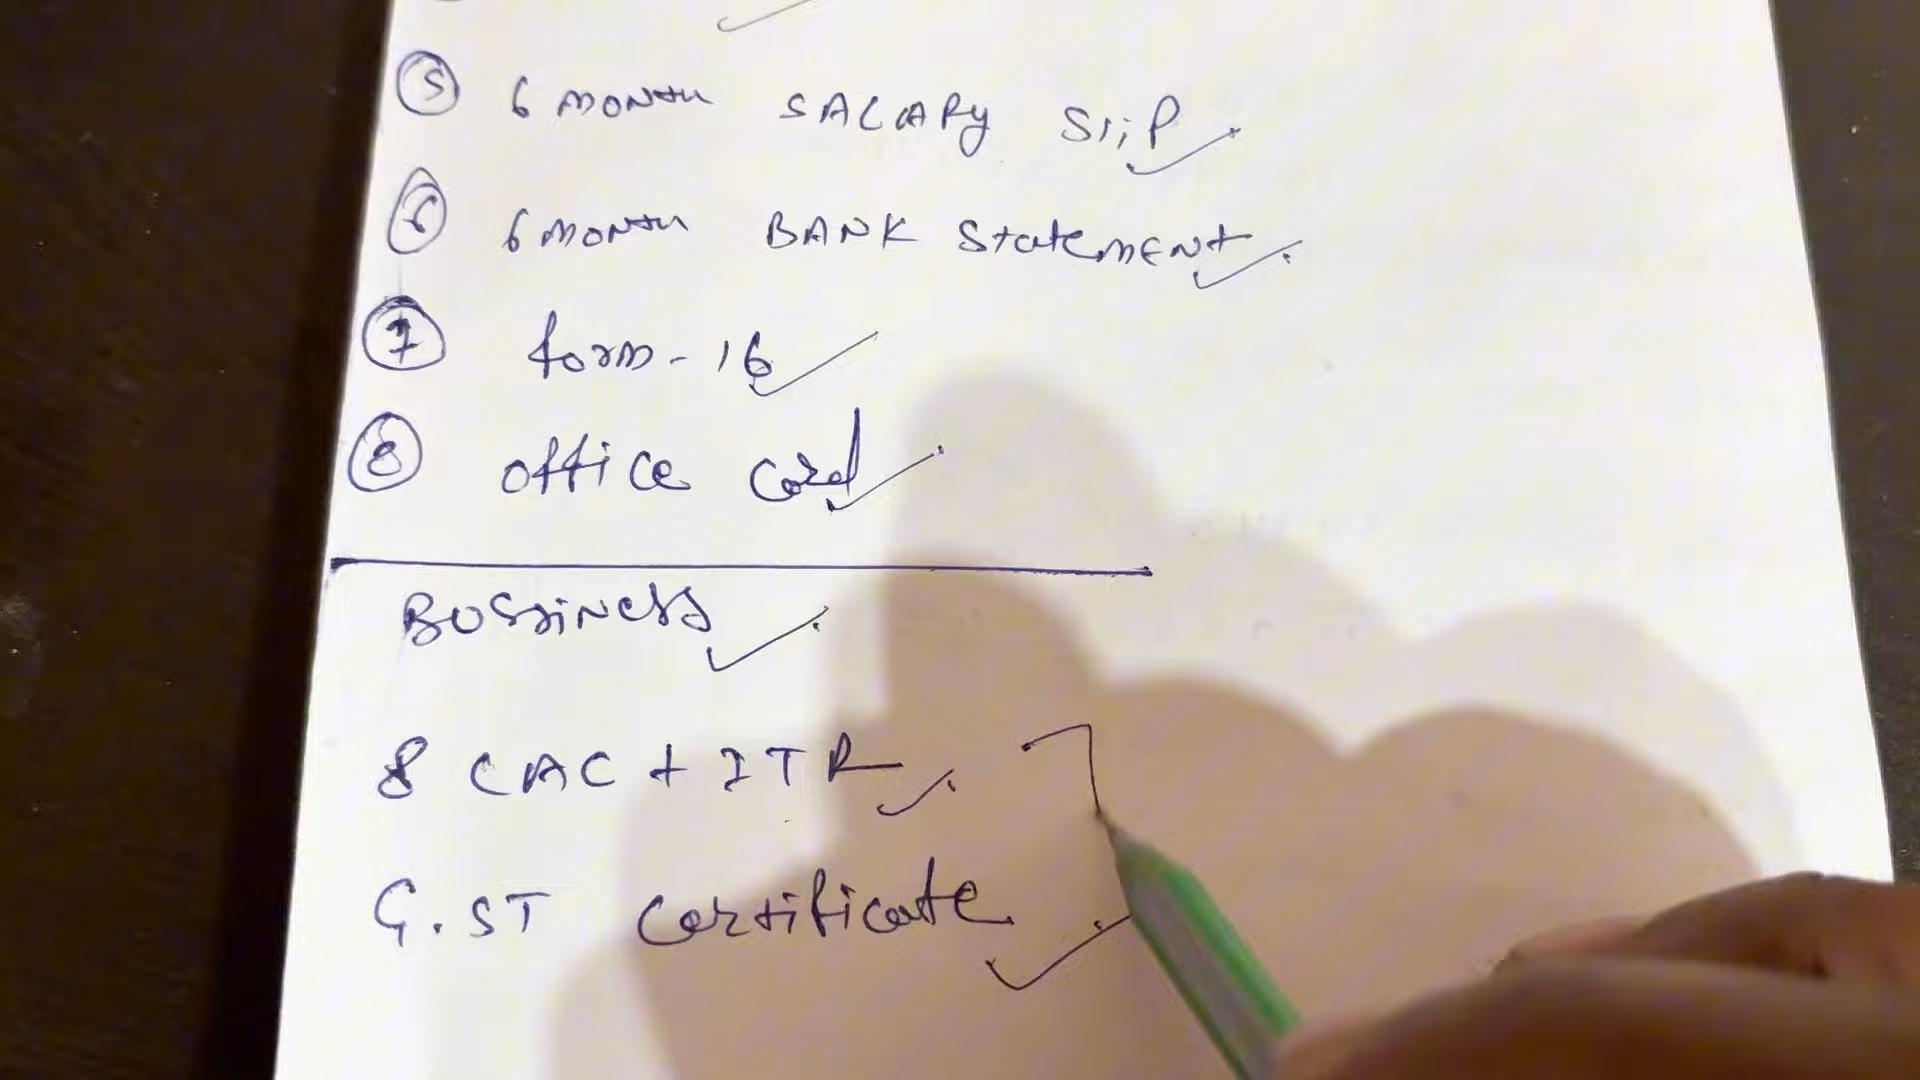 5 6 MONTH SALARY Slip
6 6 MONTH BANK StateMENt
7 form-16
8 office card
BUSSiNESS
8 CAC + ITR
G.ST Certificate